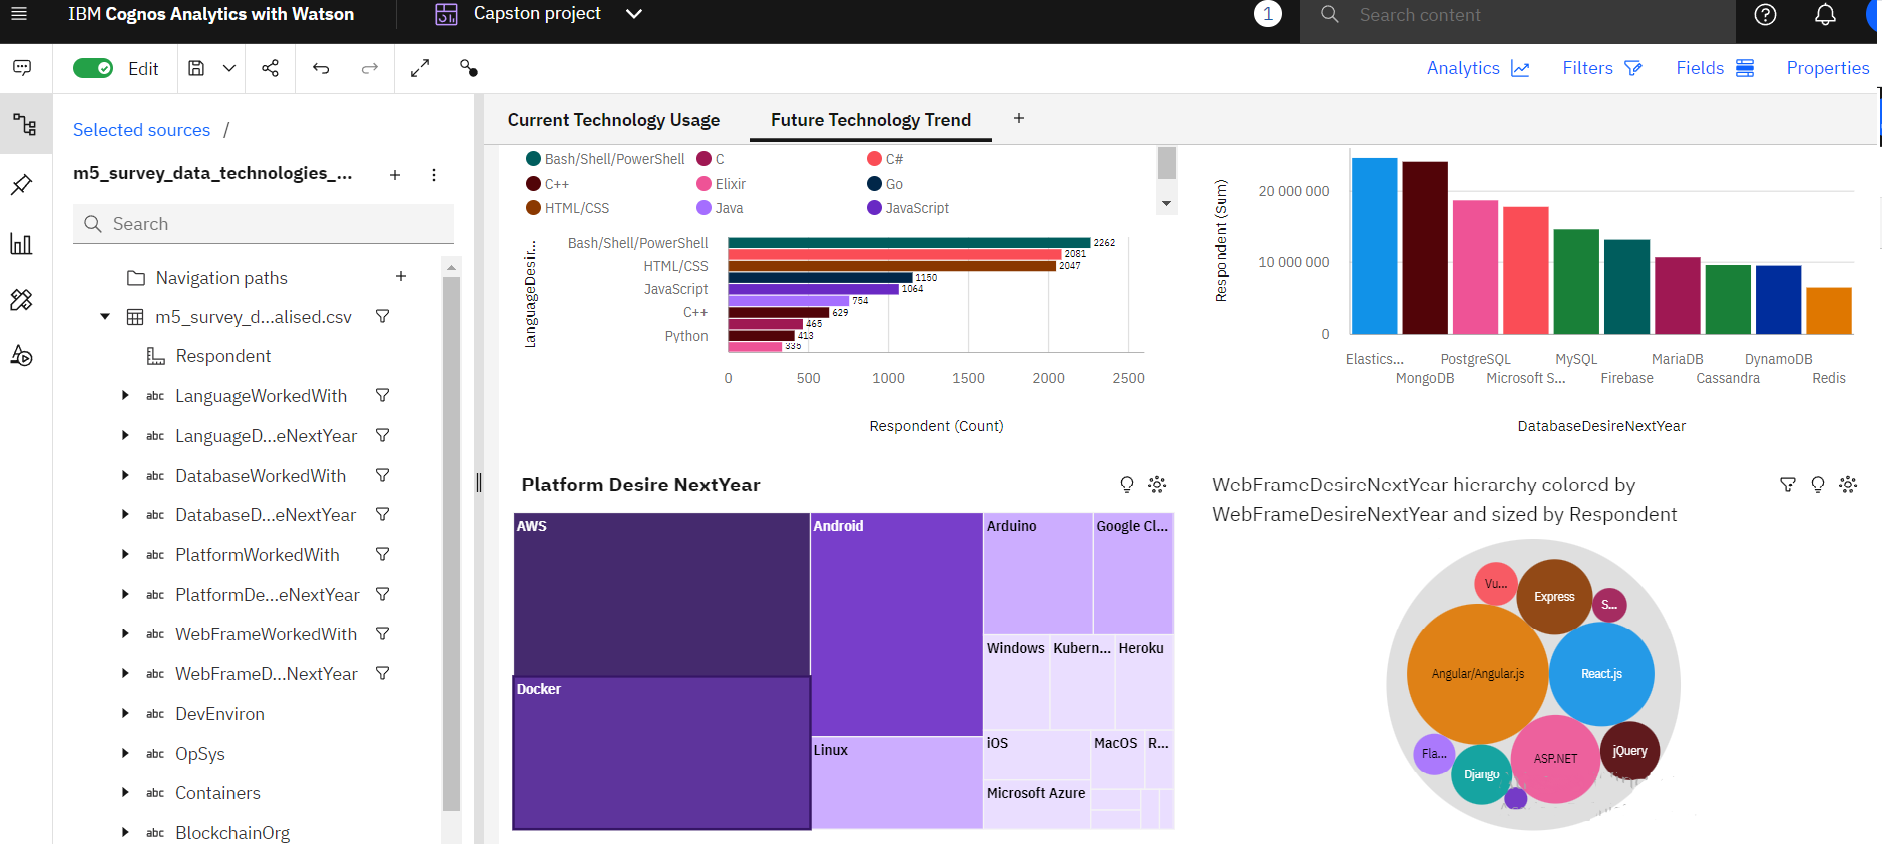 IBM Cognos Analytics with Watson
Capston project
1
Search content
Edit
Analytics
Filters
Fields
Properties
Selected sources /
m5_survey_data_technologies_...
Search
Navigation paths
m5_survey_d...alised.csv
Respondent
abc LanguageWorkedWith
abc LanguageD...eNextYear
abc DatabaseWorkedWith
abc DatabaseD...eNextYear
abc PlatformWorkedWith
abc PlatformDe...eNextYear
abc WebFrameWorkedWith
abc WebFrameD...NextYear
abc DevEnviron
abc OpSys
abc Containers
abc BlockchainOrg
Current Technology Usage
Future Technology Trend
Bash/Shell/PowerShell
C
C#
C++
Elixir
Go
HTML/CSS
Java
JavaScript
LanguageDesir...
Bash/Shell/PowerShell
HTML/CSS
JavaScript
C++
Python
2262
2081
2047
1150
1064
754
629
465
413
335
0
500
1000
1500
2000
2500
Respondent (Count)
Respondent (Sum)
20 000 000
10 000 000
0
Elastics...
PostgreSQL
MySQL
MariaDB
DynamoDB
MongoDB
Microsoft S...
Firebase
Cassandra
Redis
DatabaseDesireNextYear
Platform Desire NextYear
AWS
Android
Arduino
Google Cl...
Windows
Kubern...
Heroku
Docker
Linux
iOS
MacOS
R...
Microsoft Azure
WebFrameDesireNextYear hierarchy colored by
WebFrameDesireNextYear and sized by Respondent
Vu...
Express
S...
Angular/Angular.js
React.js
Fla...
Django
ASP.NET
jQuery